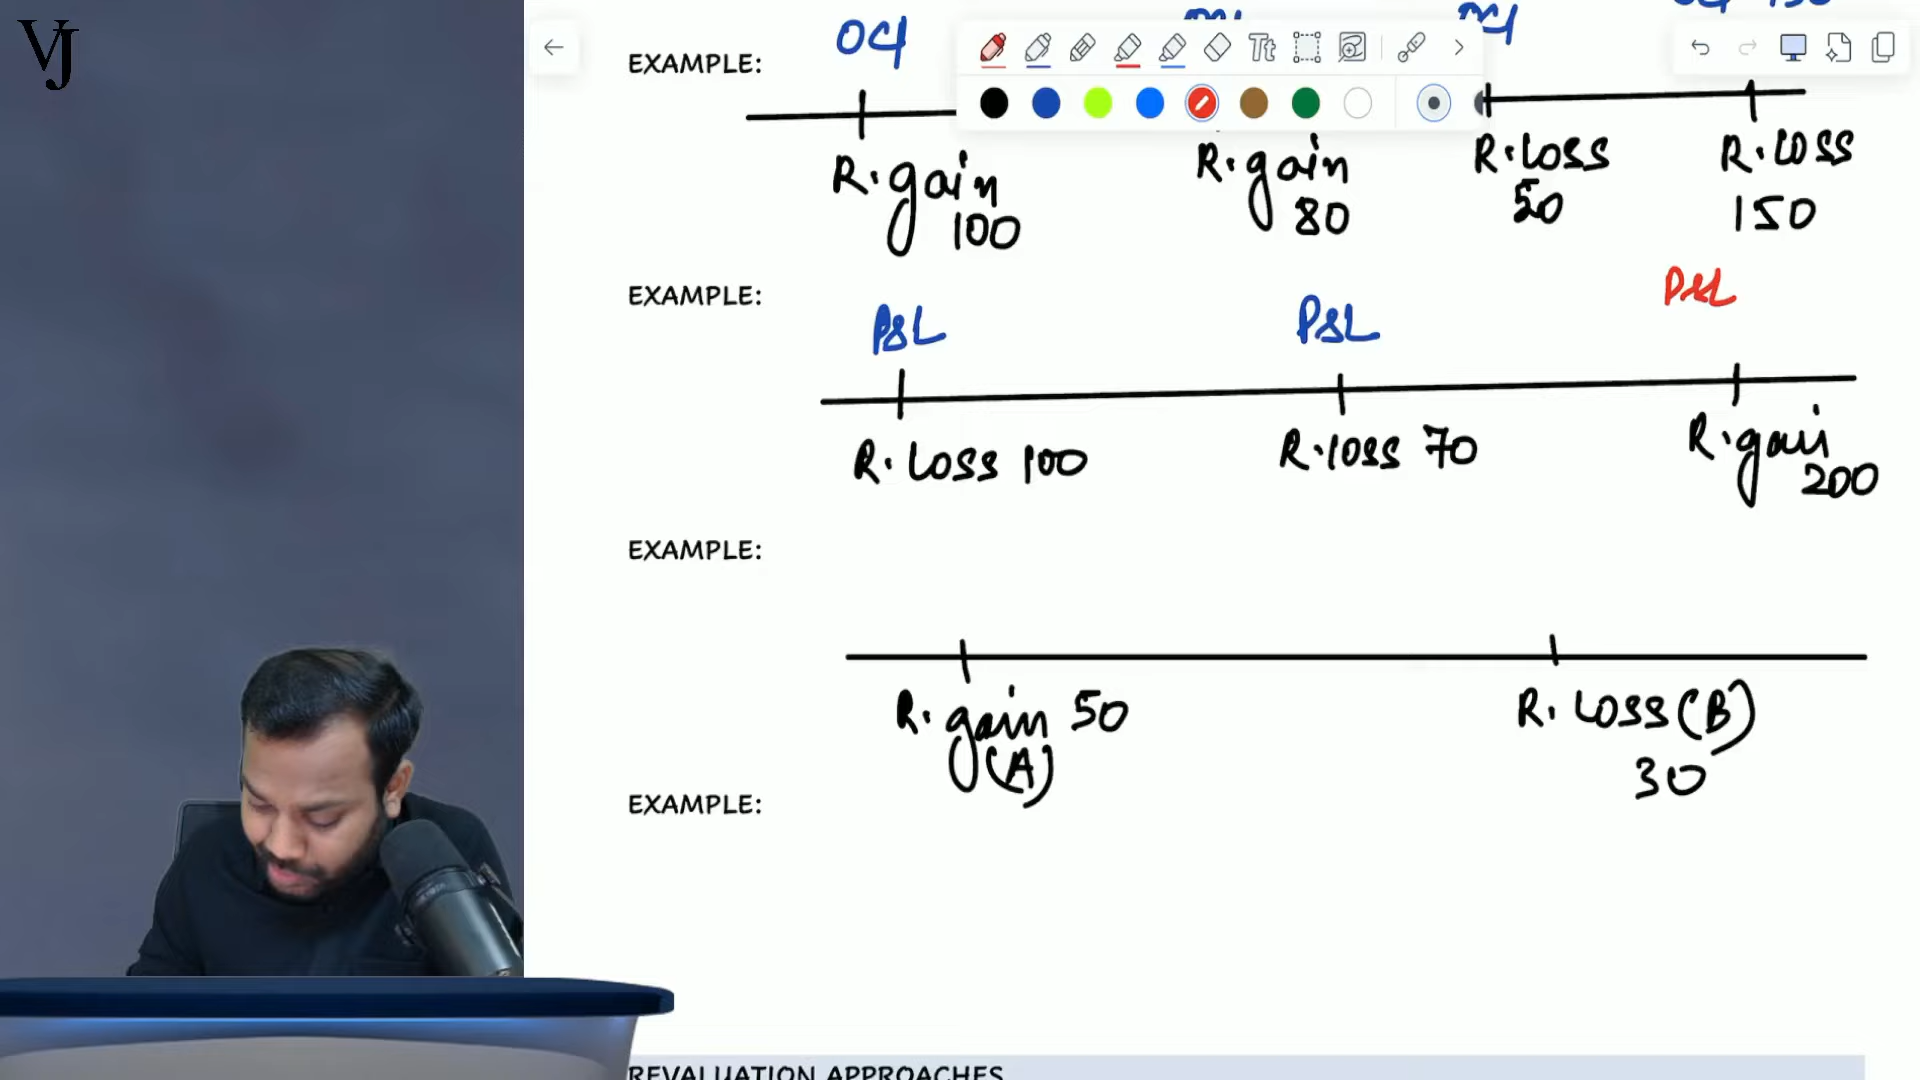 VJ
OCI
EXAMPLE:
Tt
R. gain
100
R. gain
80
R. Loss
50
R. Loss
150
EXAMPLE:
P&L
P&L
P&L
R. Loss 100
R. loss 70
R. gain
200
EXAMPLE:
R. gain 50
(A)
R. Loss (B)
30
EXAMPLE:
REVALUATION APPROACHES